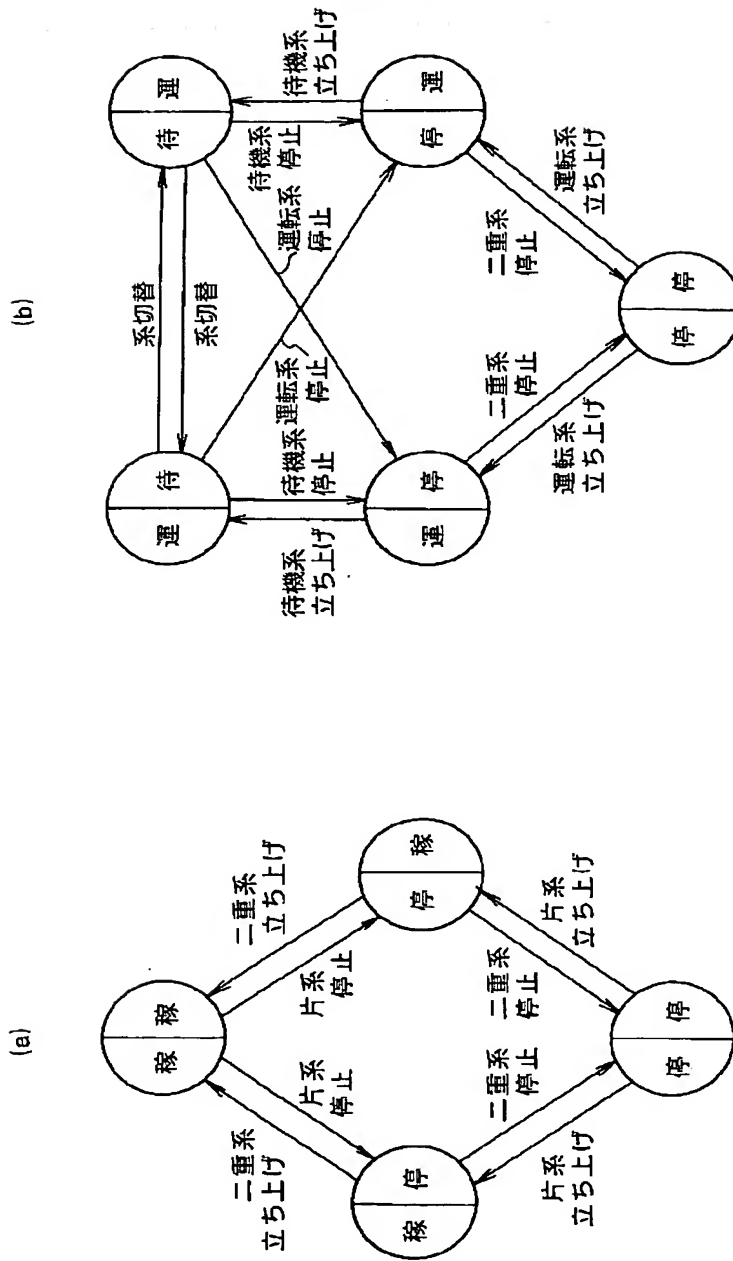 (a)
稼 稼
二重系
立ち上げ
片系
停止
片系
停止
二重系
立ち上げ
稼 停
停 稼
片系
立ち上げ
二重系
停止
二重系
停止
片系
立ち上げ
停 停
(b)
運 待
系切替
系切替
待 運
待機系
立ち上げ
待機系
停止
運転系
停止
運転系
停止
待機系
停止
待機系
立ち上げ
運 停
停 運
運転系
立ち上げ
二重系
停止
二重系
停止
運転系
立ち上げ
停 停